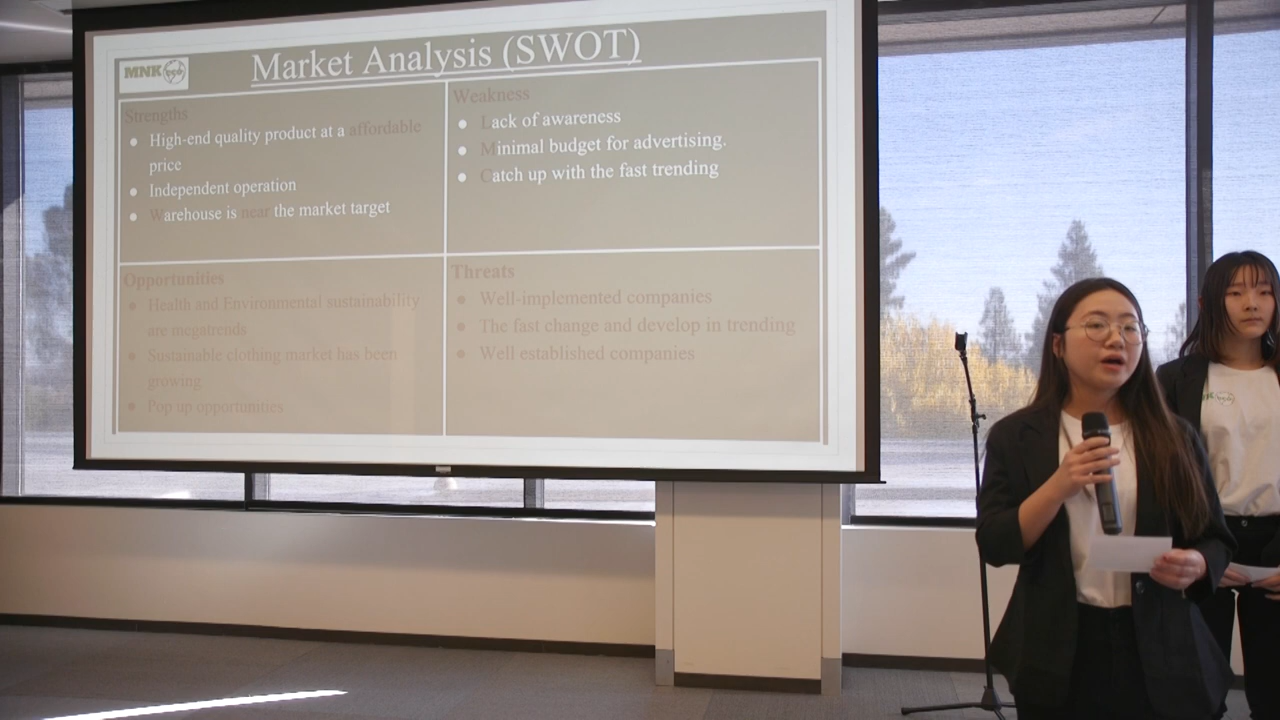 Market Analysis (SWOT)
MNK
Strengths
● High-end quality product at a affordable
price
● Independent operation
● Warehouse is near the market target
Weakness
● Lack of awareness
● Minimal budget for advertising.
● Catch up with the fast trending
Opportunities
● Health and Environmental sustainability
are megatrends
● Sustainable clothing market has been
growing
● Pop up opportunities
Threats
● Well-implemented companies
● The fast change and develop in trending
● Well established companies